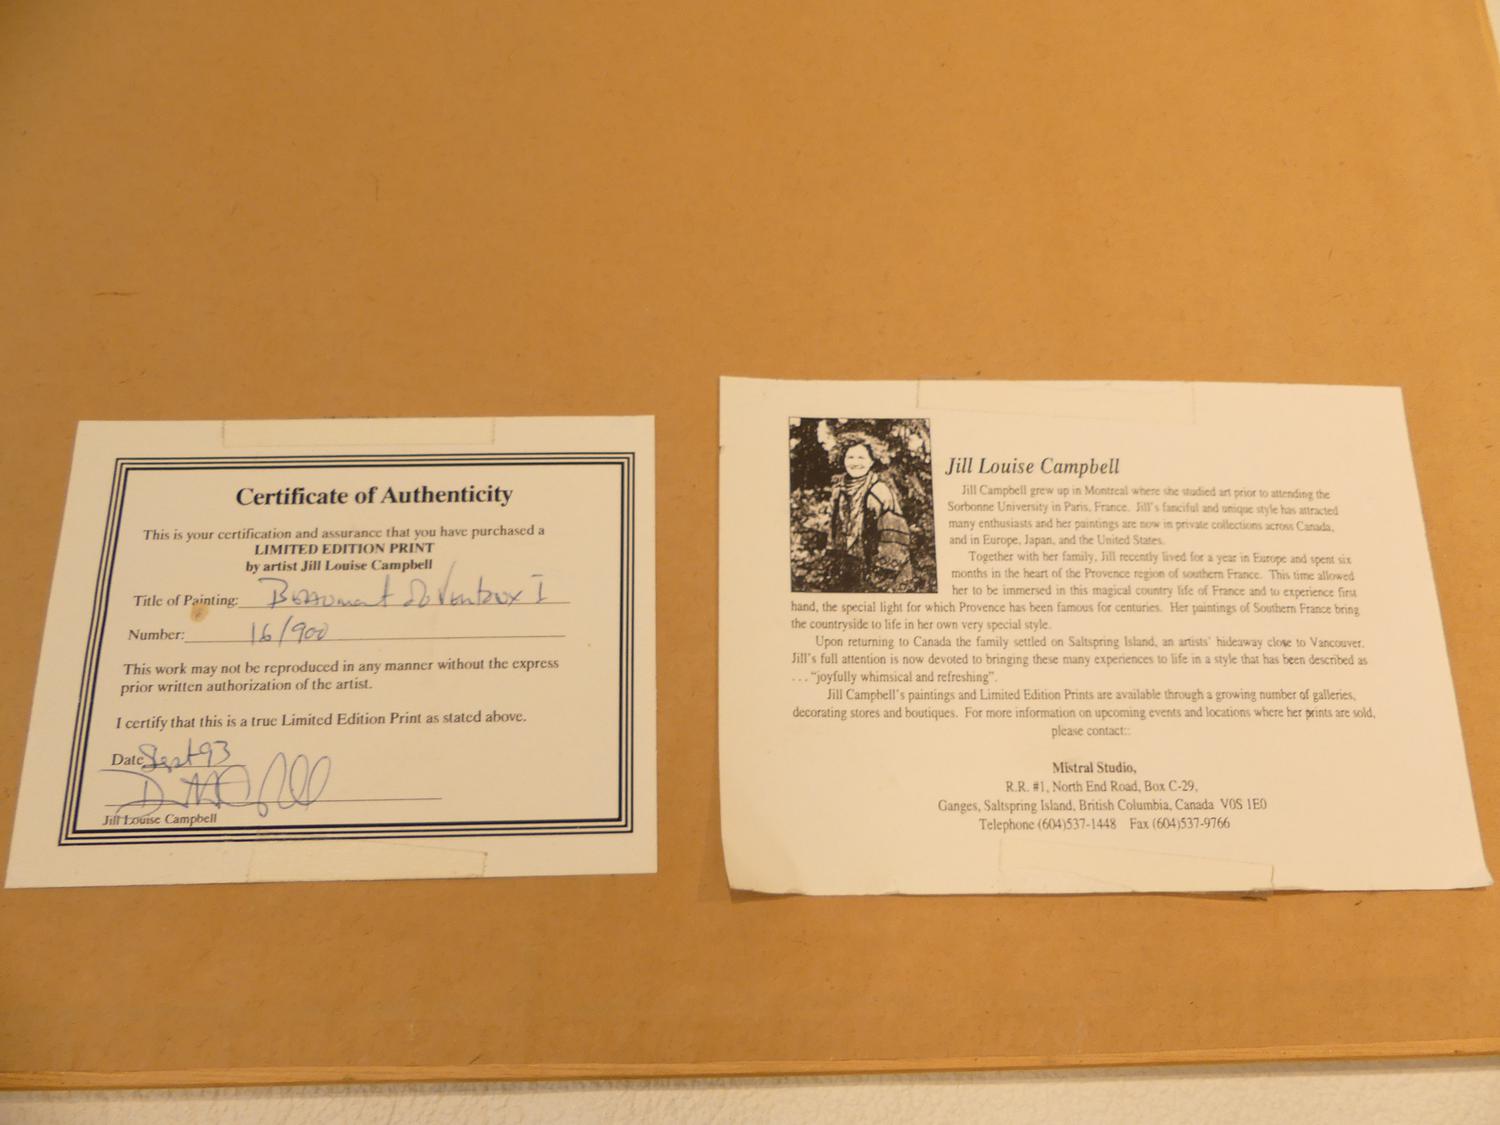 Certificate of Authenticity
This is your certification and assurance that you have purchased a
LIMITED EDITION PRINT
by artist Jill Louise Campbell
Title of Painting: Beaumont du Ventoux I
Number: 16/900
This work may not be reproduced in any manner without the express
prior written authorization of the artist.
I certify that this is a true Limited Edition Print as stated above.
Date Sept 93
Jill Louise Campbell
Jill Louise Campbell
Jill Campbell grew up in Montreal where she studied art prior to attending the
Sorbonne University in Paris, France. Jill's fanciful and unique style has attracted
many enthusiasts and her paintings are now in private collections across Canada,
and in Europe, Japan, and the United States.
Together with her family, Jill recently lived for a year in Europe and spent six
months in the heart of the Provence region of southern France. This time allowed
her to be immersed in this magical country life of France and to experience first
hand, the special light for which Provence has been famous for centuries. Her paintings of Southern France bring
the countryside to life in her own very special style.
Upon returning to Canada the family settled on Saltspring Island, an artists' hideaway close to Vancouver.
Jill's full attention is now devoted to bringing these many experiences to life in a style that has been described as
. . . "joyfully whimsical and refreshing".
Jill Campbell's paintings and Limited Edition Prints are available through a growing number of galleries,
decorating stores and boutiques. For more information on upcoming events and locations where her prints are sold,
please contact::
Mistral Studio,
R.R. #1, North End Road, Box C-29,
Ganges, Saltspring Island, British Columbia, Canada V0S 1E0
Telephone (604)537-1448 Fax (604)537-9766